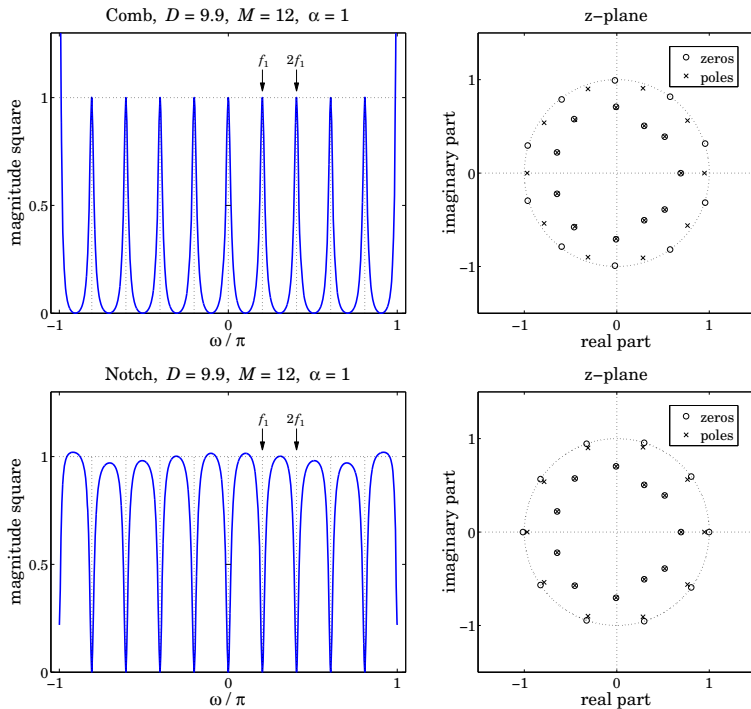 Comb, D = 9.9, M = 12, α = 1
f₁ 2f₁
magnitude square
1
0.5
0
-1 0 1
ω/π
z-plane
zeros
poles
imaginary part
1
0
-1
-1 0 1
real part
Notch, D = 9.9, M = 12, α = 1
f₁ 2f₁
magnitude square
1
0.5
0
-1 0 1
ω/π
z-plane
zeros
poles
imaginary part
1
0
-1
-1 0 1
real part